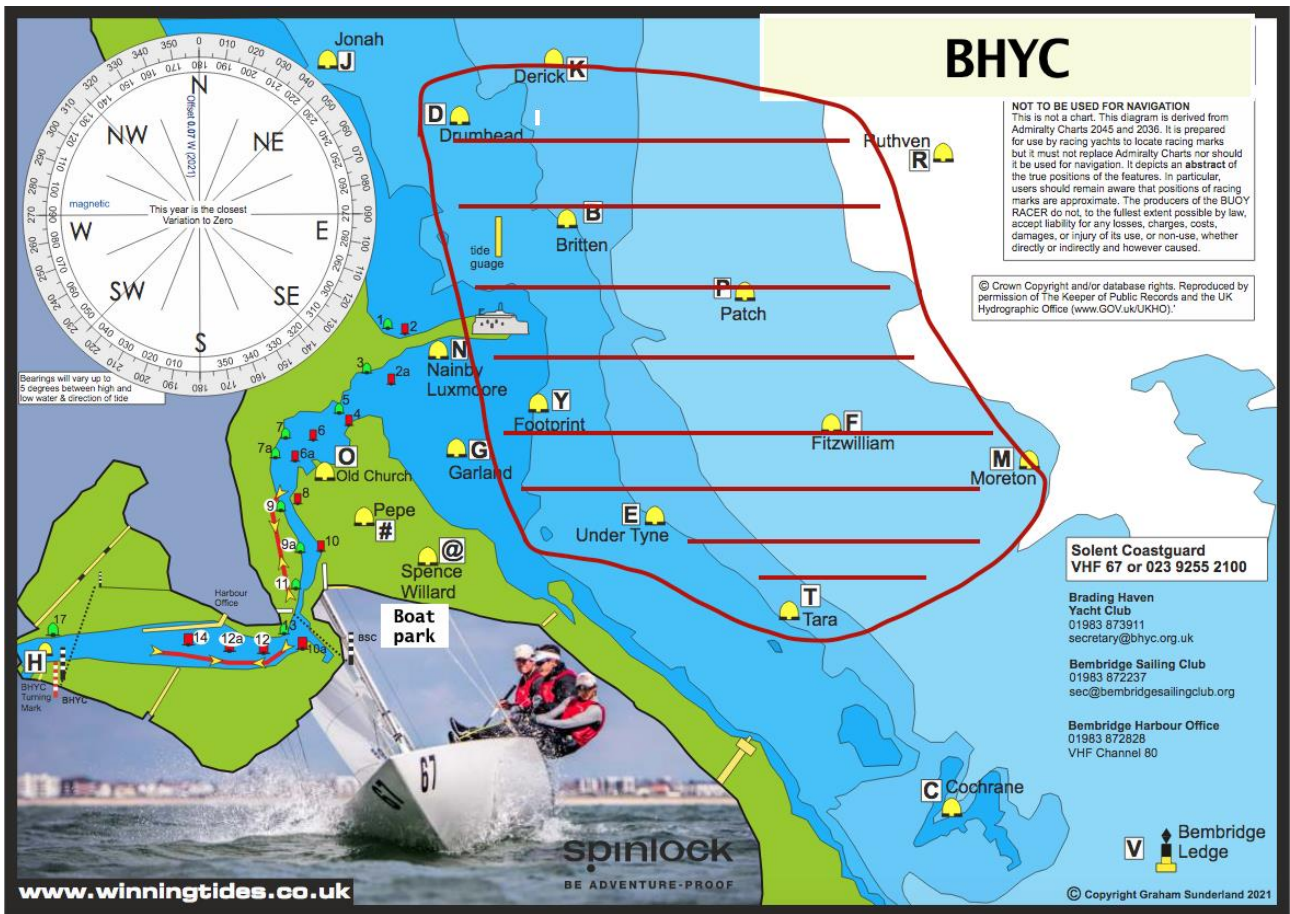 BHYC
NOT TO BE USED FOR NAVIGATION
This is not a chart. This diagram is derived from
Admiralty Charts 2045 and 2036. It is prepared
for use by racing yachts to locate racing marks
but it must not replace Admiralty Charts nor should
it be used for navigation. It depicts an abstract of
the true positions of the features. In particular,
users should remain aware that positions of racing
marks are approximate. The producers of the BUOY
RACER do not, to the fullest extent possible by law,
accept liability for any losses, charges, costs,
damages, or injury of its use, or non-use, whether
directly or indirectly and however caused.
© Crown Copyright and/or database rights. Reproduced by
permission of The Keeper of Public Records and the UK
Hydrographic Office (www.GOV.uk/UKHO).'
Jonah
J
Derick K
D
Drumhead
Ruthven
R
B
Britten
tide
guage
P
Patch
N
NW
NE
W
E
SW
SE
S
magnetic
Offset 0.07 W (2021)
This year is the closest
Variation to Zero
Bearings will vary up to
5 degrees between high and
low water & direction of tide
1
2
3
2a
N
Nainby
Luxmoore
5
4
7
6
7a
6a
O
Old Church
Y
Footprint
G
Garland
F
Fitzwilliam
M
Moreton
8
9
9a
10
11
Pepe
#
@
Spence
Willard
E
Under Tyne
T
Tara
Boat
park
Harbour
Office
17
14
12a
12
13
10a
BSC
H
BHYC
Turning
Mark
BHYC
Solent Coastguard
VHF 67 or 023 9255 2100
Brading Haven
Yacht Club
01983 873911
secretary@bhyc.org.uk
Bembridge Sailing Club
01983 872237
sec@bembridgesailingclub.org
Bembridge Harbour Office
01983 872828
VHF Channel 80
C Cochrane
V
Bembridge
Ledge
67
spinlock
BE ADVENTURE-PROOF
www.winningtides.co.uk
© Copyright Graham Sunderland 2021